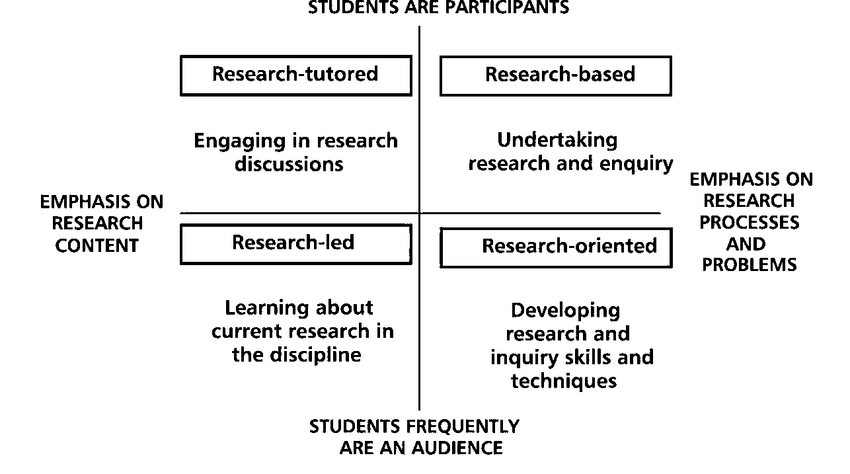 STUDENTS ARE PARTICIPANTS
Research-tutored
Research-based
Engaging in research
discussions
Undertaking
research and enquiry
EMPHASIS ON
RESEARCH
CONTENT
EMPHASIS ON
RESEARCH
PROCESSES
AND
PROBLEMS
Research-led
Research-oriented
Learning about
current research in
the discipline
Developing
research and
inquiry skills and
techniques
STUDENTS FREQUENTLY
ARE AN AUDIENCE